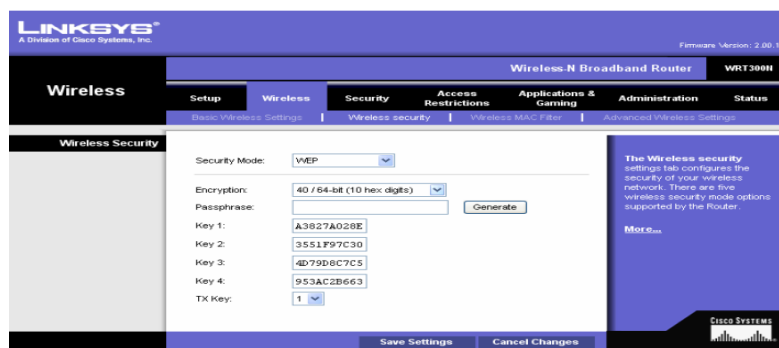 LINKSYS®
A Division of Cisco Systems, Inc.
Firmware Version: 2.00.1
Wireless-N Broadband Router WRT300N
Wireless
Setup Wireless Security Access Restrictions Applications & Gaming Administration Status
Basic Wireless Settings | Wireless security | Wireless MAC Filter | Advanced Wireless Settings
Wireless Security
Security Mode: WEP
Encryption: 40 / 64-bit (10 hex digits)
Passphrase: Generate
Key 1: A3827A028E
Key 2: 3551F97C30
Key 3: 4D79D8C7C5
Key 4: 953AC2B663
TX Key: 1
The Wireless security
settings tab configures the
security of your wireless
network. There are five
wireless security mode options
supported by the Router.
More...
Save Settings Cancel Changes
CISCO SYSTEMS